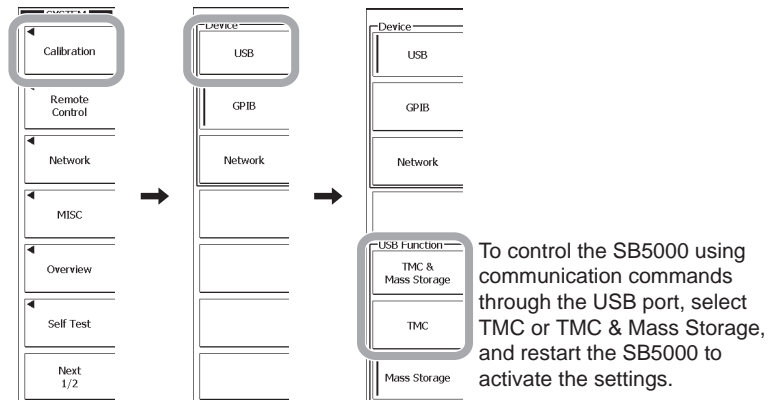 SYSTEM
Calibration
Remote
Control
Network
MISC
Overview
Self Test
Next
1/2
Device
USB
GPIB
Network
Device
USB
GPIB
Network
USB Function
TMC &
Mass Storage
TMC
Mass Storage
To control the SB5000 using
communication commands
through the USB port, select
TMC or TMC & Mass Storage,
and restart the SB5000 to
activate the settings.